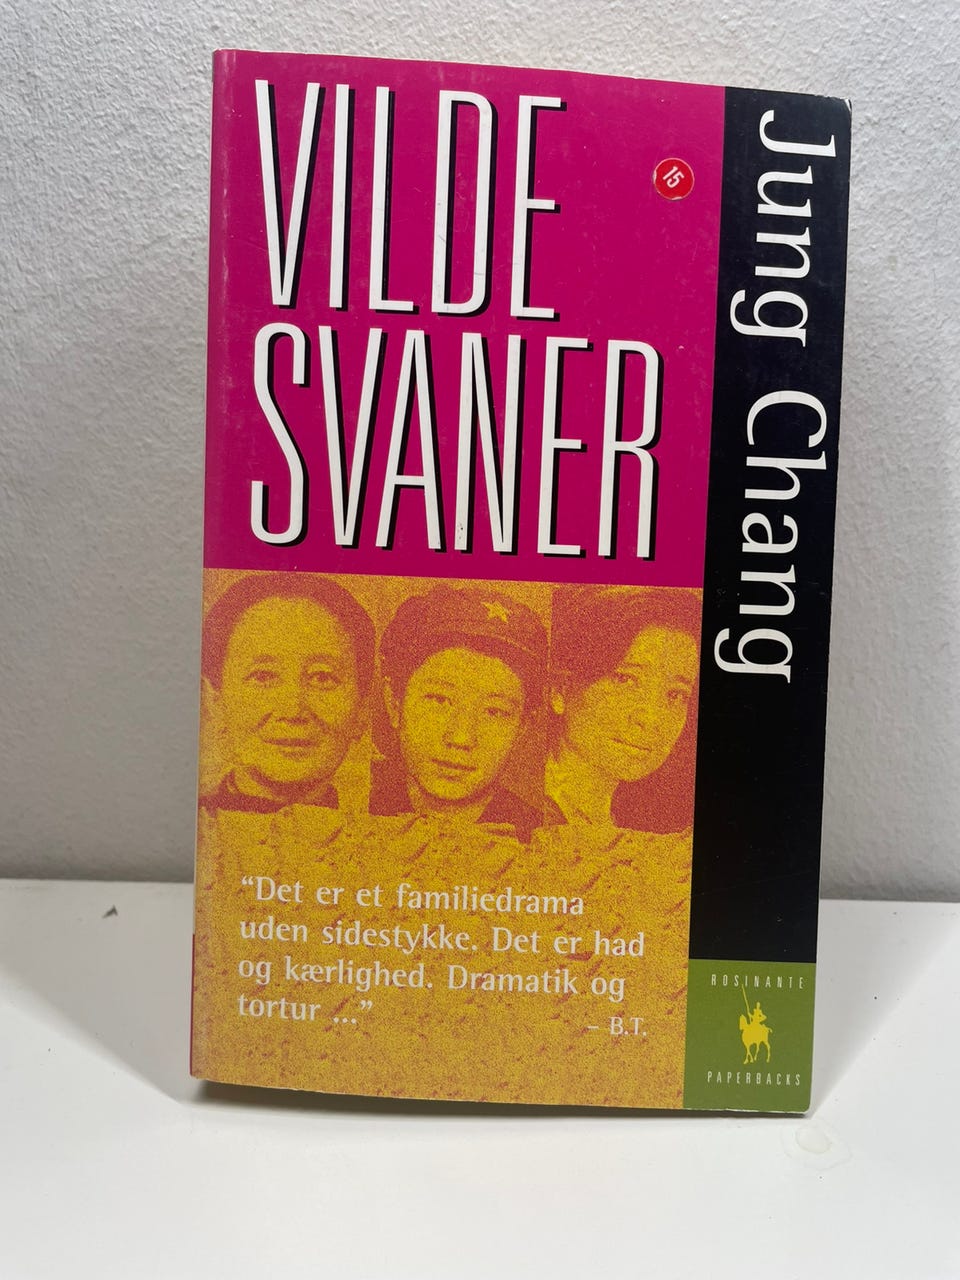 VILDE
SVANER
15
Jung Chang
“Det er et familiedrama
uden sidestykke. Det er had
og kærlighed. Dramatik og
tortur ...”
– B.T.
ROSINANTE
PAPERBACKS